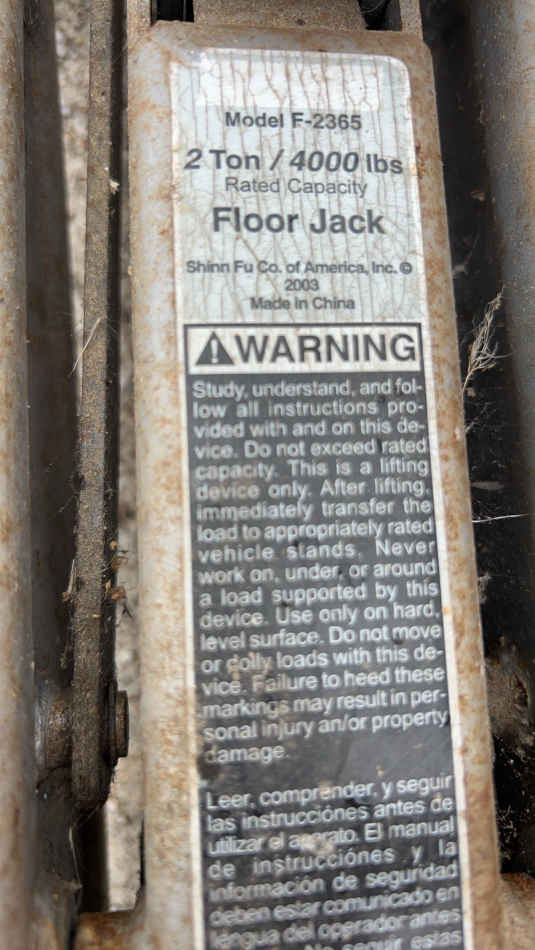 Model F-2365
2 Ton / 4000 lbs
Rated Capacity
Floor Jack
Shinn Fu Co. of America, Inc. ©
2003
Made in China
WARNING
Study, understand, and fol-
low all instructions pro-
vided with and on this de-
vice. Do not exceed rated
capacity. This is a lifting
device only. After lifting,
immediately transfer the
load to appropriately rated
vehicle stands. Never
work on, under, or around
a load supported by this
device. Use only on hard,
level surface. Do not move
or dolly loads with this de-
vice. Failure to heed these
markings may result in per-
sonal injury an/or property
damage.
Leer, comprender, y seguir
las instrucciónes antes de
utilizar el aparato. El manual
de instrucciónes y la
información de seguridad
deben estar comunicado en
lengua del operador antes
No seguir estas